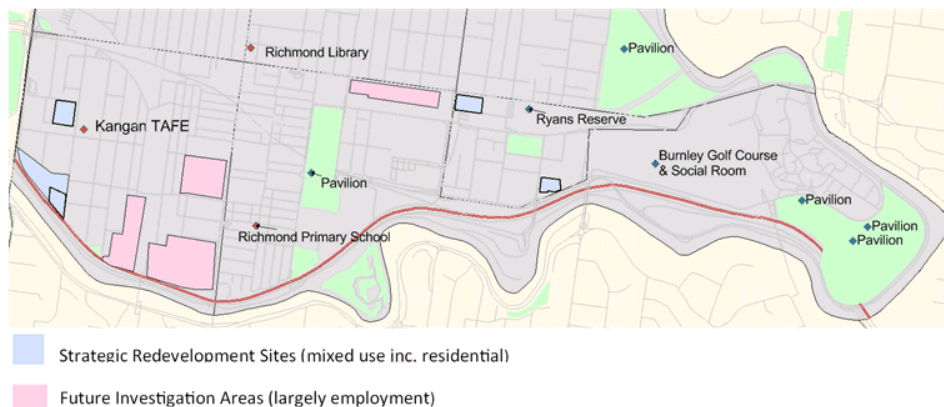 Pavilion
Richmond Library
Ryans Reserve
Kangan TAFE
Burnley Golf Course
& Social Room
Pavilion
Pavilion
Pavilion
Richmond Primary School
Pavilion
Strategic Redevelopment Sites (mixed use inc. residential)
Future Investigation Areas (largely employment)